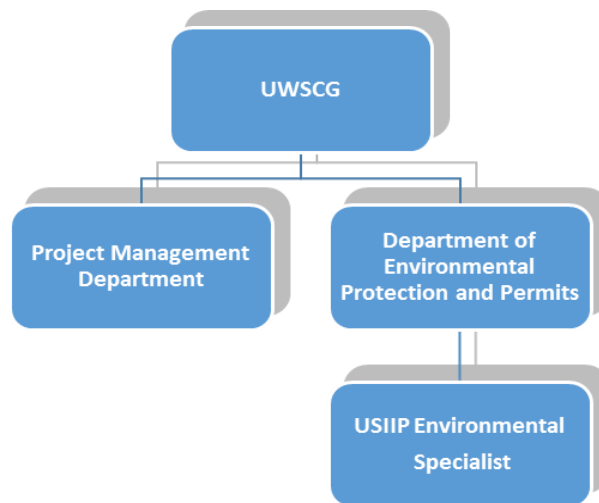 UWSCG
Project Management
Department
Department of
Environmental
Protection and Permits
USIIP Environmental
Specialist